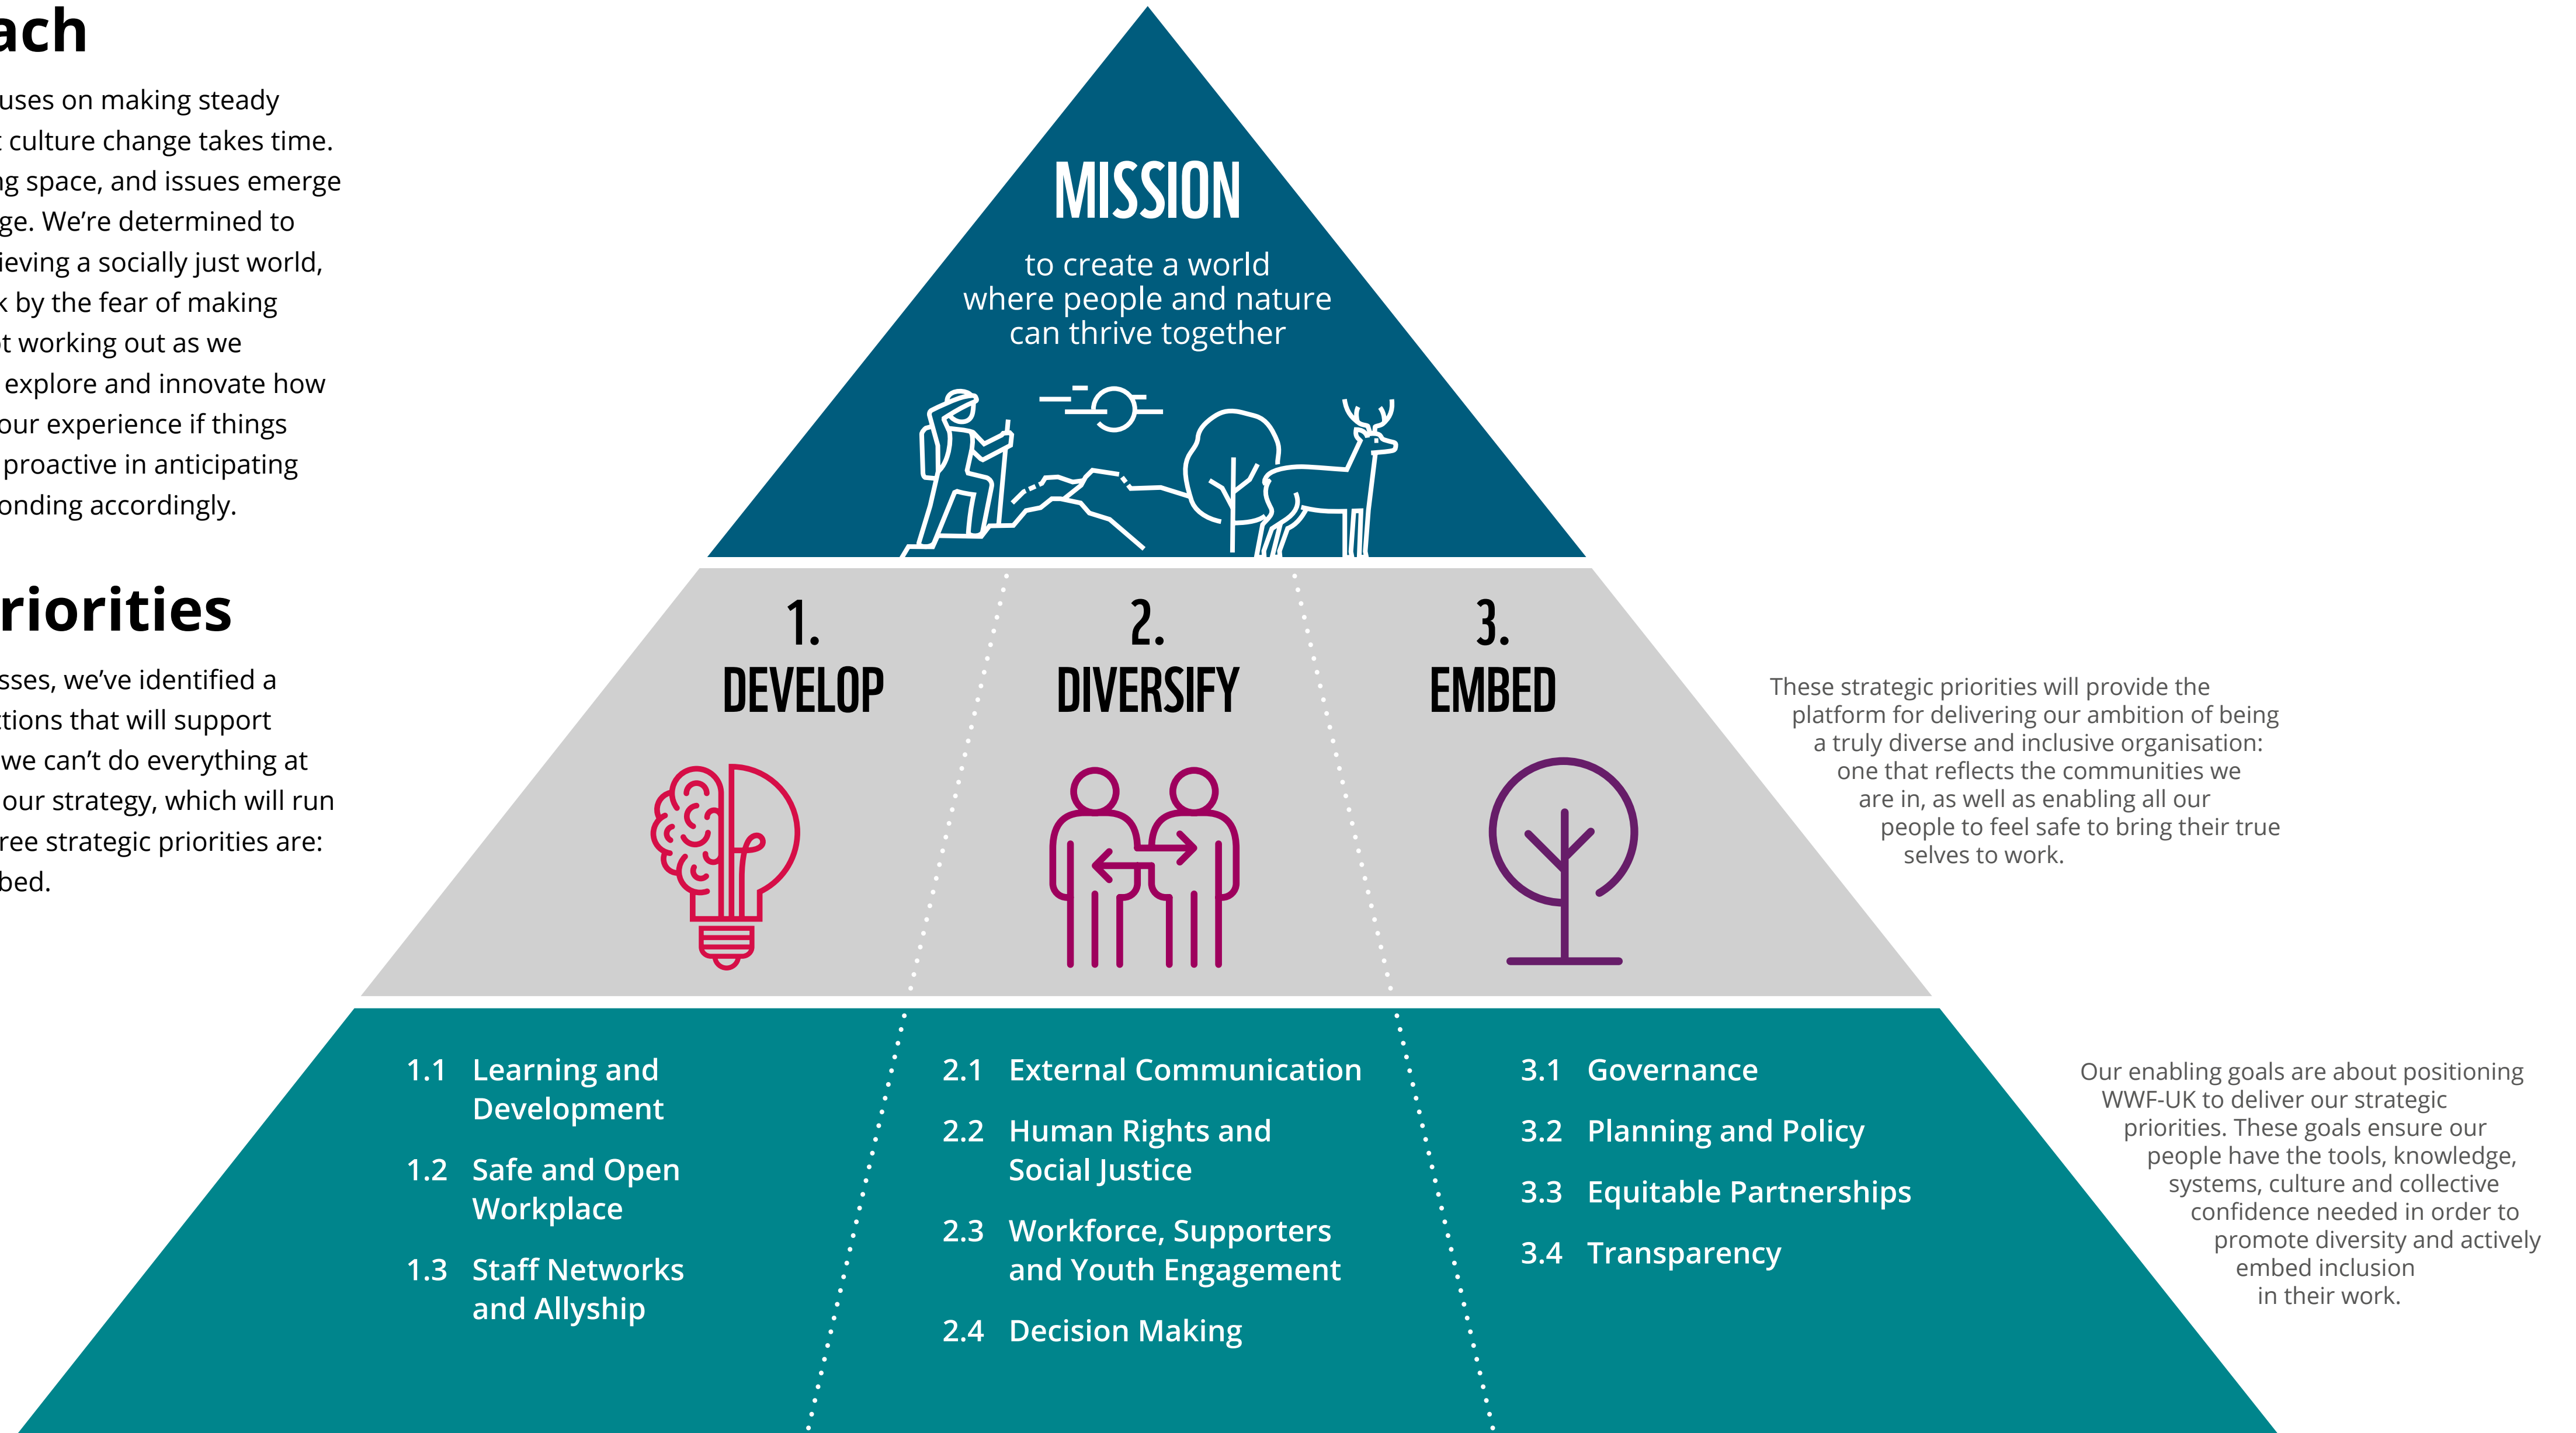 ach
uses on making steady
culture change takes time.
ng space, and issues emerge
ge. We're determined to
ieving a socially just world,
k by the fear of making
t working out as we
explore and innovate how
our experience if things
proactive in anticipating
onding accordingly.
riorities
sses, we've identified a
ctions that will support
we can't do everything at
our strategy, which will run
ree strategic priorities are:
bed.
MISSION
to create a world
where people and nature
can thrive together
1.
DEVELOP
2.
DIVERSIFY
3.
EMBED
These strategic priorities will provide the
platform for delivering our ambition of being
a truly diverse and inclusive organisation:
one that reflects the communities we
are in, as well as enabling all our
people to feel safe to bring their true
selves to work.
1.1 Learning and
Development
1.2 Safe and Open
Workplace
1.3 Staff Networks
and Allyship
2.1 External Communication
2.2 Human Rights and
Social Justice
2.3 Workforce, Supporters
and Youth Engagement
2.4 Decision Making
3.1 Governance
3.2 Planning and Policy
3.3 Equitable Partnerships
3.4 Transparency
Our enabling goals are about positioning
WWF-UK to deliver our strategic
priorities. These goals ensure our
people have the tools, knowledge,
systems, culture and collective
confidence needed in order to
promote diversity and actively
embed inclusion
in their work.